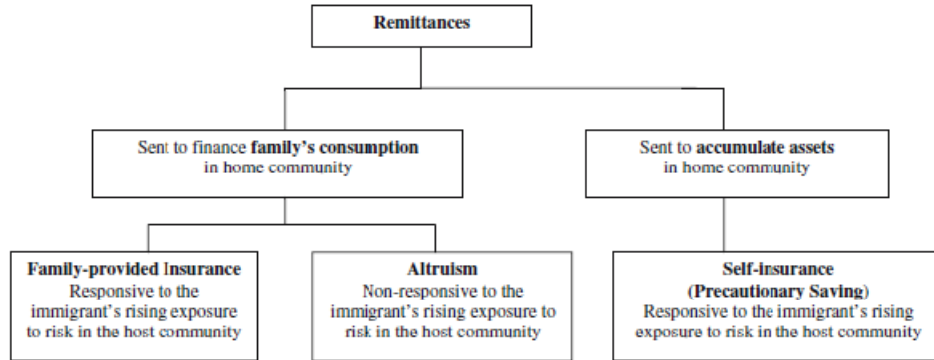 Remittances
Sent to finance family's consumption
in home community
Sent to accumulate assets
in home community
Family-provided Insurance
Responsive to the
immigrant's rising exposure
to risk in the host community
Altruism
Non-responsive to the
immigrant's rising exposure to
risk in the host community
Self-insurance
(Precautionary Saving)
Responsive to the immigrant's rising
exposure to risk in the host community